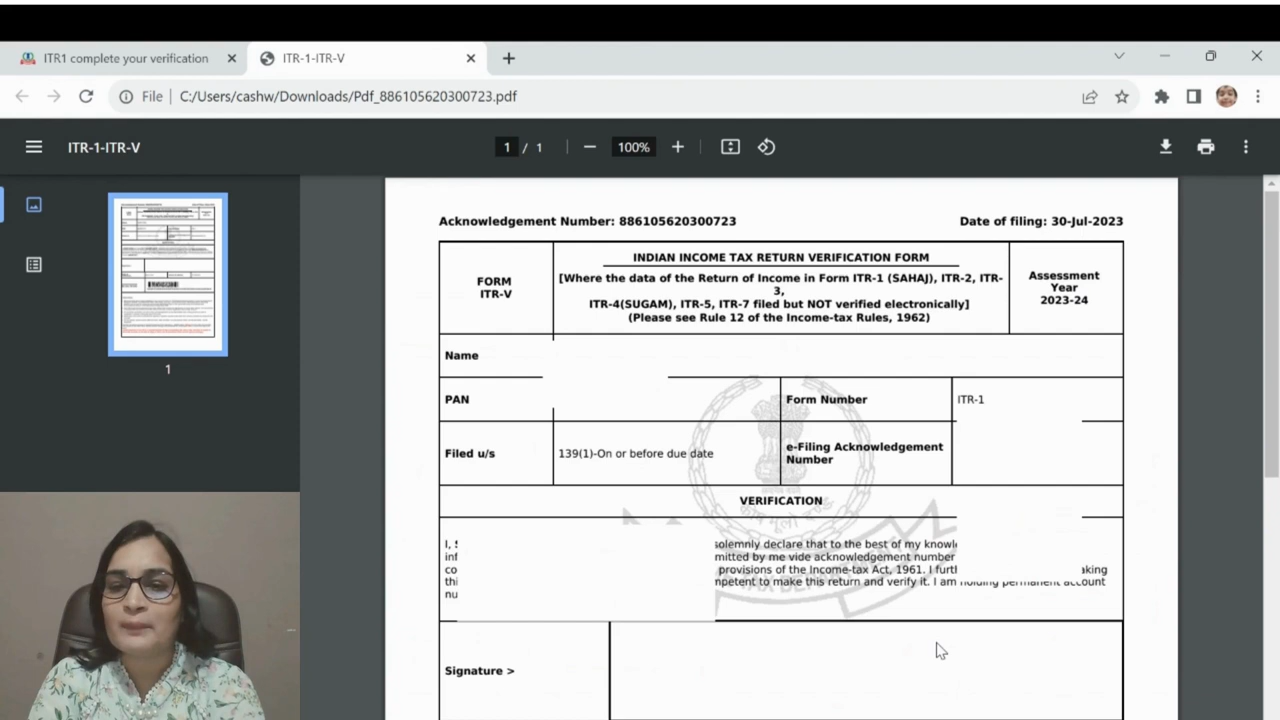 ITR1 complete your verification
ITR-1-ITR-V
File
C:/Users/cashw/Downloads/Pdf_886105620300723.pdf
ITR-1-ITR-V
1 / 1
100%
1
Acknowledgement Number: 886105620300723
Date of filing: 30-Jul-2023
FORM
ITR-V
INDIAN INCOME TAX RETURN VERIFICATION FORM
[Where the data of the Return of Income in Form ITR-1 (SAHAJ), ITR-2, ITR-
3,
ITR-4(SUGAM), ITR-5, ITR-7 filed but NOT verified electronically]
(Please see Rule 12 of the Income-tax Rules, 1962)
Assessment
Year
2023-24
Name
PAN
Form Number
ITR-1
Filed u/s
139(1)-On or before due date
e-Filing Acknowledgement
Number
VERIFICATION
I, solemnly declare that to the best of my
by me vide acknowledgement number
provisions of the Income-tax Act, 1961. I
to make this return and verify it. I am holding permanent account
Signature >